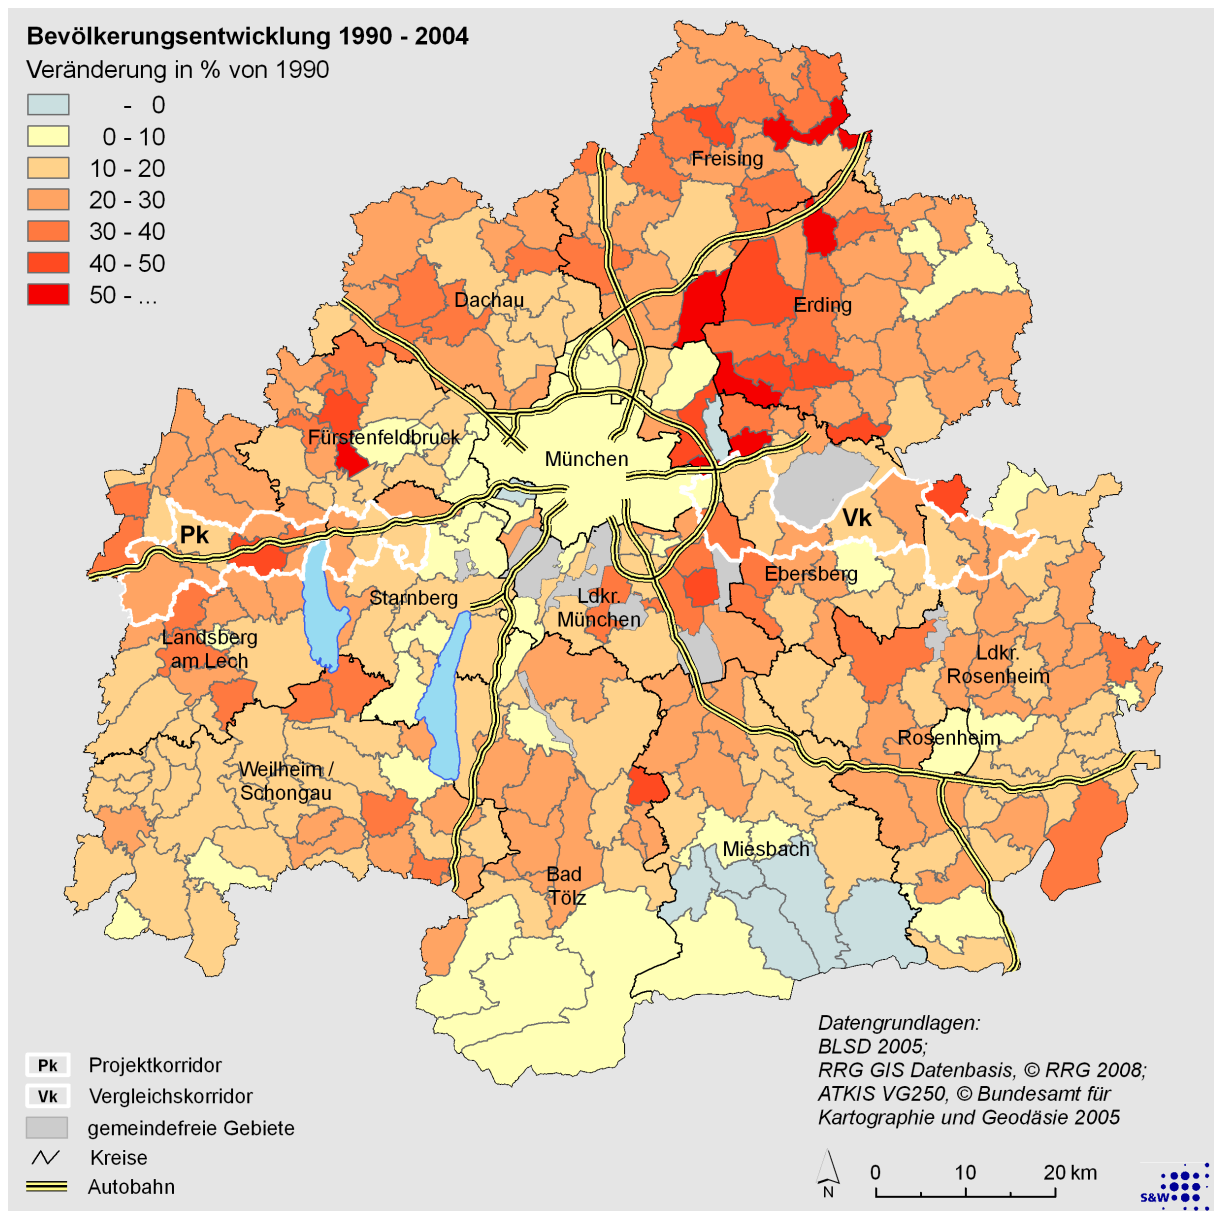 Bevölkerungsentwicklung 1990 - 2004
Veränderung in % von 1990
- 0
0 - 10
10 - 20
20 - 30
30 - 40
40 - 50
50 - ...
Freising
Dachau
Erding
Fürstenfeldbruck
München
Pk
Vk
Ebersberg
Starnberg
Ldkr.
München
Landsberg
am Lech
Ldkr.
Rosenheim
Rosenheim
Weilheim /
Schongau
Miesbach
Bad
Tölz
Datengrundlagen:
BLSD 2005;
RRG GIS Datenbasis, © RRG 2008;
ATKIS VG250, © Bundesamt für
Kartographie und Geodäsie 2005
Pk Projektkorridor
Vk Vergleichskorridor
gemeindefreie Gebiete
Kreise
Autobahn
N
0 10 20 km
S&W